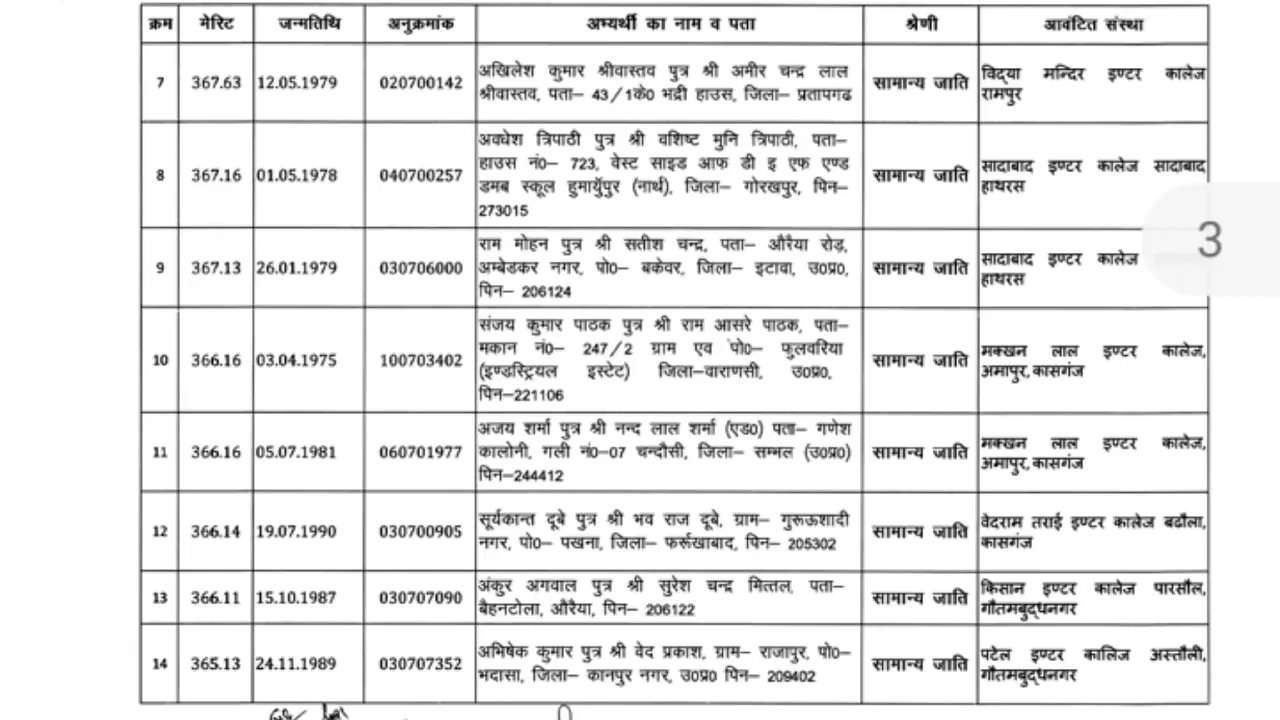 क्रम मेरिट जन्मतिथि अनुक्रमांक अभ्यर्थी का नाम व पता श्रेणी आवंटित संस्था
7 367.63 12.05.1979 020700142 अखिलेश कुमार श्रीवास्तव पुत्र श्री अमीर चन्द्र लाल श्रीवास्तव, पता– 43/1के0 भद्री हाउस, जिला– प्रतापगढ सामान्य जाति विद्या मन्दिर इण्टर कालेज रामपुर
8 367.16 01.05.1978 040700257 अवधेश त्रिपाठी पुत्र श्री वशिष्ट मुनि त्रिपाठी, पता– हाउस नं0– 723, वेस्ट साइड आफ डी इ एफ एण्ड डमब स्कूल हुमार्युपुर (नार्थ), जिला– गोरखपुर, पिन– 273015 सामान्य जाति सादाबाद इण्टर कालेज सादाबाद हाथरस
9 367.13 26.01.1979 030706000 राम मोहन पुत्र श्री सतीश चन्द्र, पता– औरैया रोड़, अम्बेडकर नगर, पो0– बकेवर, जिला– इटावा, उ0प्र0, पिन– 206124 सामान्य जाति सादाबाद इण्टर कालेज हाथरस
3
10 366.16 03.04.1975 100703402 संजय कुमार पाठक पुत्र श्री राम आसरे पाठक, पता– मकान नं0– 247/2 ग्राम एव पो0– फुलवरिया (इण्डस्ट्रियल इस्टेट) जिला–वाराणसी, उ0प्र0, पिन–221106 सामान्य जाति मक्खन लाल इण्टर कालेज, अमापुर,कासगंज
11 366.16 05.07.1981 060701977 अजय शर्मा पुत्र श्री नन्द लाल शर्मा (एड0) पता– गणेश कालोनी, गली नं0–07 चन्दौसी, जिला– सम्भल (उ0प्र0) पिन–244412 सामान्य जाति मक्खन लाल इण्टर कालेज, अमापुर,कासगंज
12 366.14 19.07.1990 030700905 सूर्यकान्त दूबे पुत्र श्री भव राज दूबे, ग्राम– गुरूऊशादी नगर, पो0– पखना, जिला– फर्रूखाबाद, पिन– 205302 सामान्य जाति वेदराम तराई इण्टर कालेज बढौला, कासगंज
13 366.11 15.10.1987 030707090 अंकुर अगवाल पुत्र श्री सुरेश चन्द्र मित्तल, पता– बैहनटोला, औरैया, पिन– 206122 सामान्य जाति किसान इण्टर कालेज पारसौल, गौतमबुद्धनगर
14 365.13 24.11.1989 030707352 अभिषेक कुमार पुत्र श्री वेद प्रकाश, ग्राम– राजापुर, पो0– भदासा, जिला– कानपुर नगर, उ0प्र0 पिन– 209402 सामान्य जाति पटेल इण्टर कालिज अस्तौली, गौतमबुद्धनगर